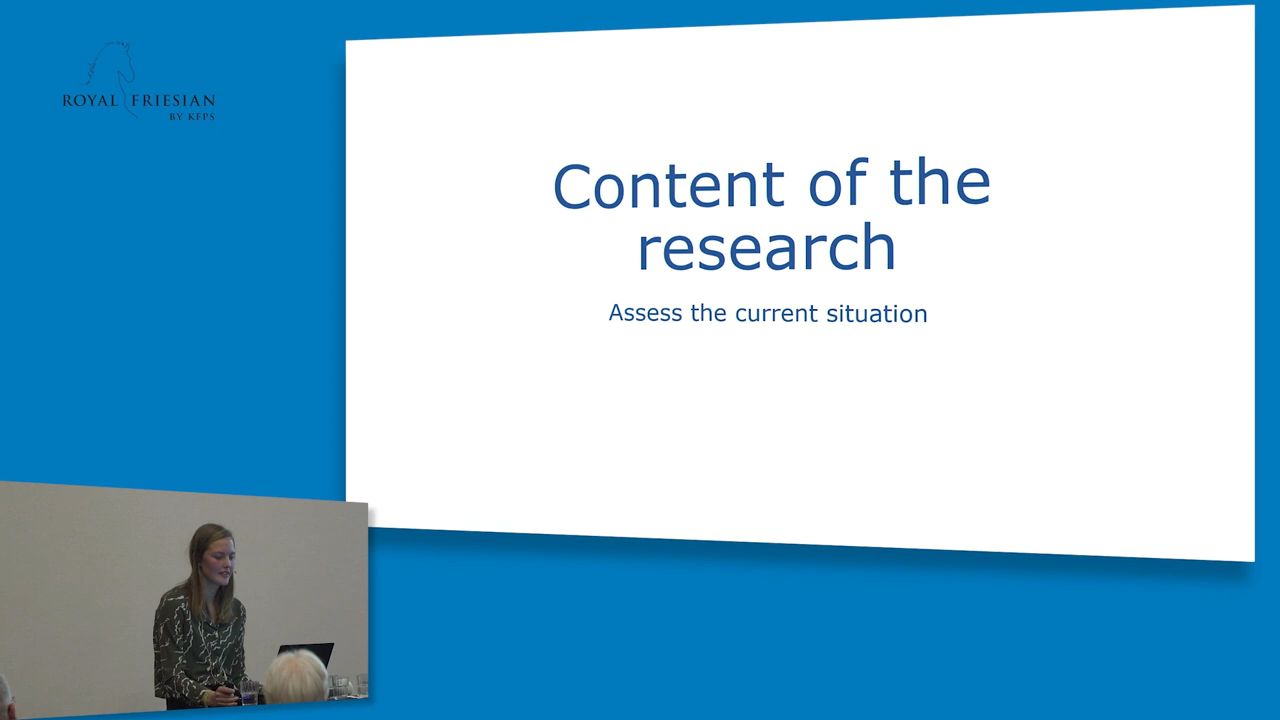 ROYAL FRIESIAN
BY KFPS
Content of the
research
Assess the current situation